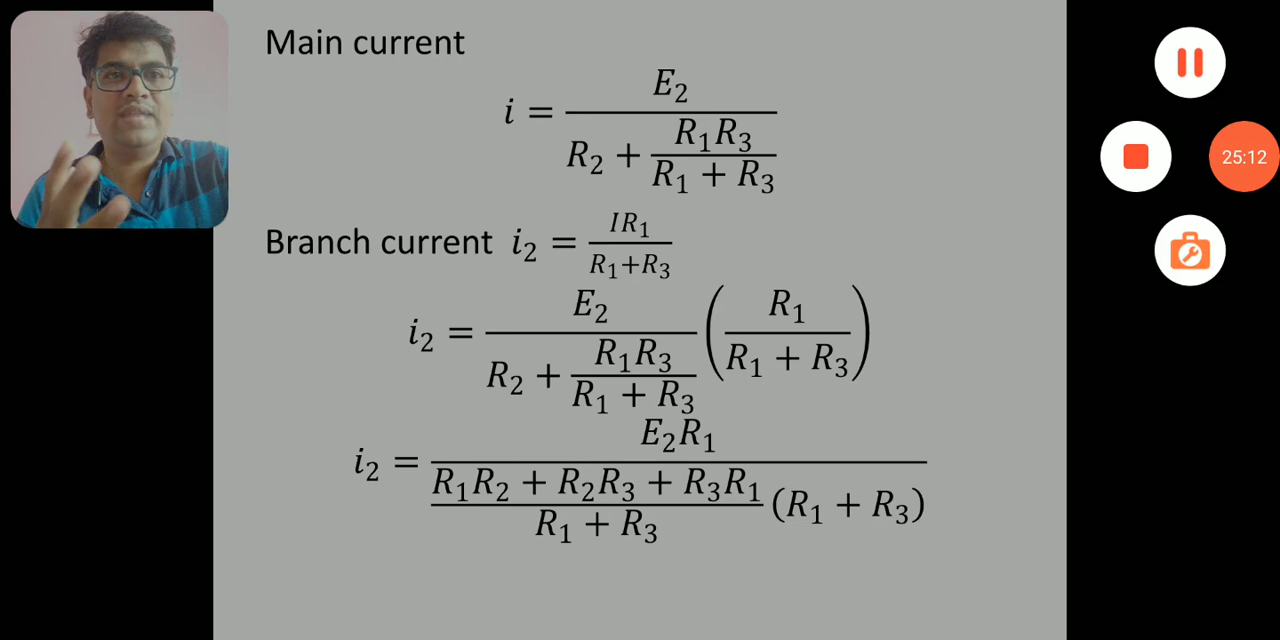 Main current
i = E₂ / (R₂ + R₁R₃ / (R₁ + R₃))
Branch current i₂ = IR₁ / (R₁+R₃)
i₂ = E₂ / (R₂ + R₁R₃ / (R₁ + R₃)) (R₁ / (R₁ + R₃))
i₂ = E₂R₁ / ((R₁R₂ + R₂R₃ + R₃R₁) / (R₁ + R₃) (R₁ + R₃))
25:12